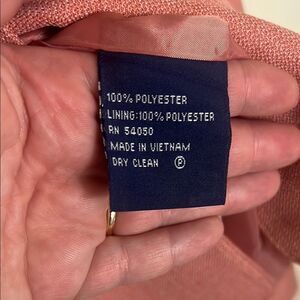 100% POLYESTER
LINING:100% POLYESTER
RN 54050
MADE IN VIETNAM
DRY CLEAN Ⓟ